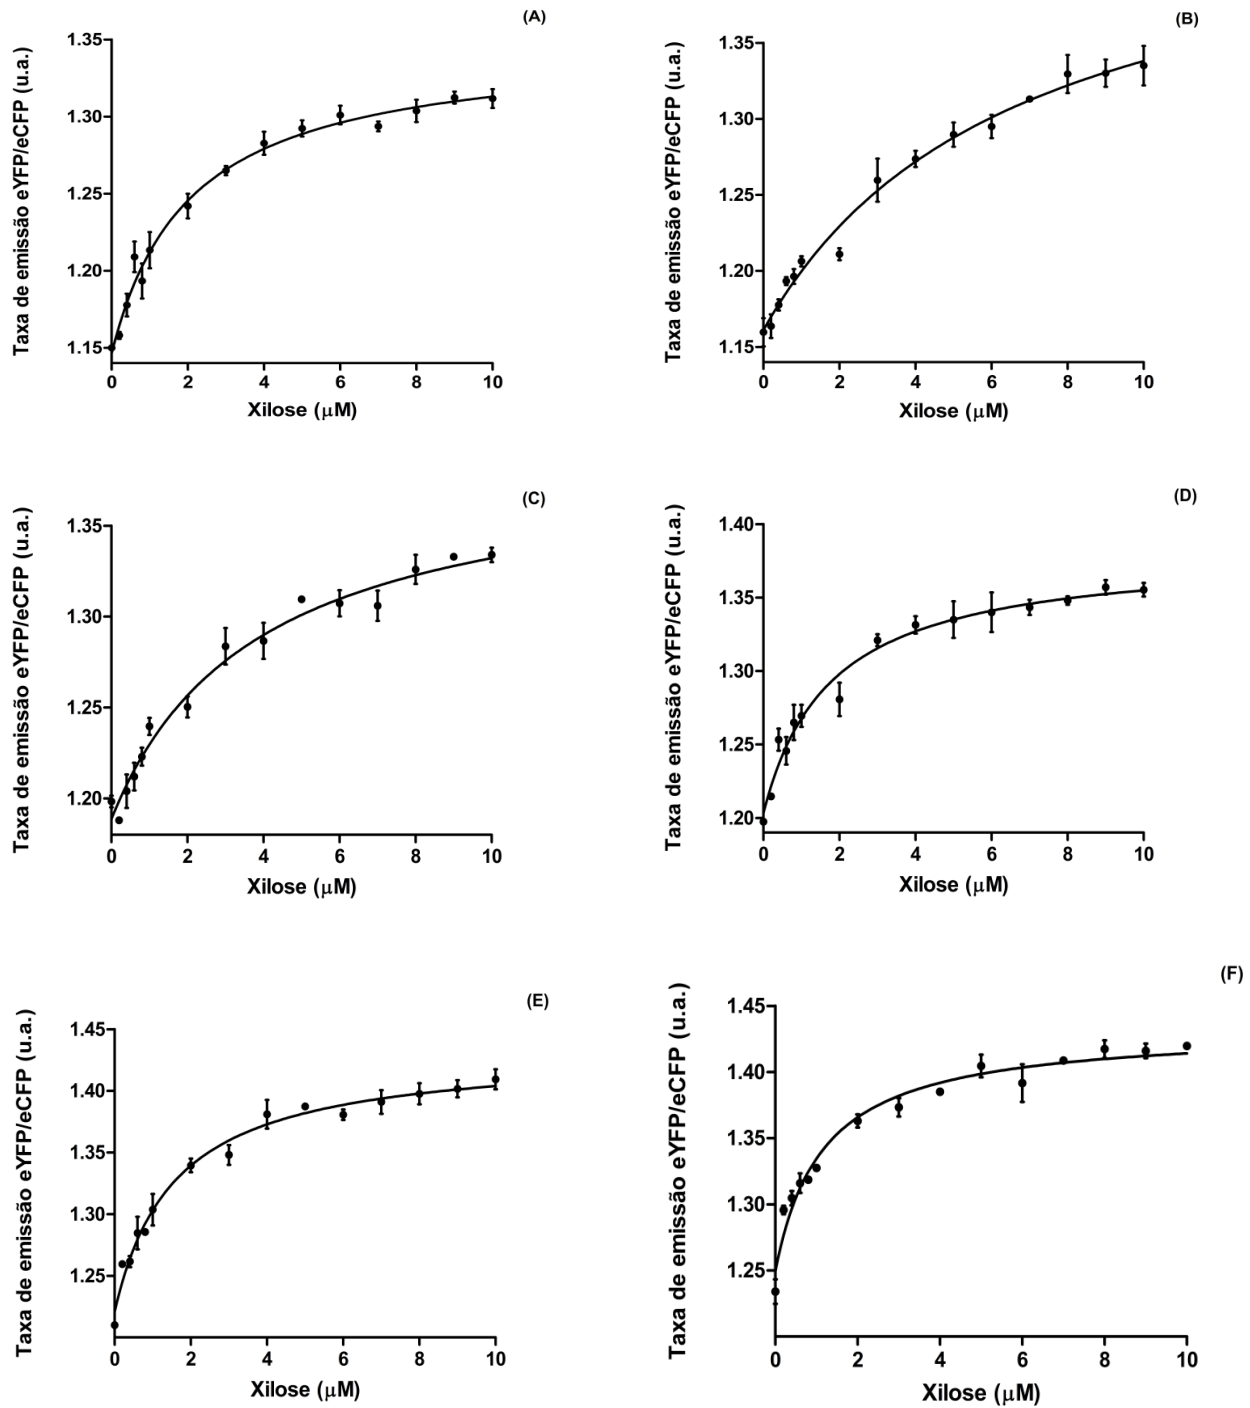 (A)
Taxa de emissão eYFP/eCFP (u.a.)
1.35
1.30
1.25
1.20
1.15
0 2 4 6 8 10
Xilose (μM)
(B)
Taxa de emissão eYFP/eCFP (u.a.)
1.35
1.30
1.25
1.20
1.15
0 2 4 6 8 10
Xilose (μM)
(C)
Taxa de emissão eYFP/eCFP (u.a.)
1.35
1.30
1.25
1.20
0 2 4 6 8 10
Xilose (μM)
(D)
Taxa de emissão eYFP/eCFP (u.a.)
1.40
1.35
1.30
1.25
1.20
0 2 4 6 8 10
Xilose (μM)
(E)
Taxa de emissão eYFP/eCFP (u.a.)
1.45
1.40
1.35
1.30
1.25
0 2 4 6 8 10
Xilose (μM)
(F)
Taxa de emissão eYFP/eCFP (u.a.)
1.45
1.40
1.35
1.30
1.25
0 2 4 6 8 10
Xilose (μM)